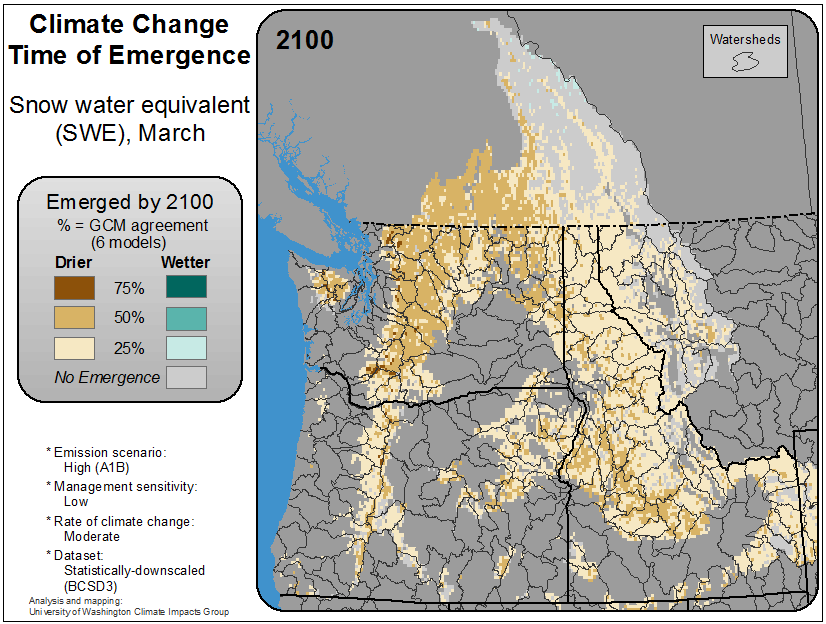 Climate Change
Time of Emergence
Snow water equivalent
(SWE), March
2100
Watersheds
Emerged by 2100
% = GCM agreement
(6 models)
Drier Wetter
75%
50%
25%
No Emergence
* Emission scenario:
High (A1B)
* Management sensitivity:
Low
* Rate of climate change:
Moderate
* Dataset:
Statistically-downscaled
(BCSD3)
Analysis and mapping:
University of Washington Climate Impacts Group